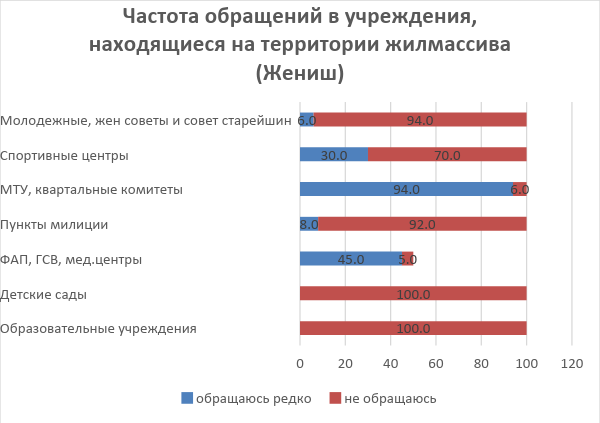 Частота обращений в учреждения,
находящиеся на территории жилмассива
(Жениш)
Молодежные, жен советы и совет старейшин 6.0 94.0
Спортивные центры 30.0 70.0
МТУ, квартальные комитеты 94.0 6.0
Пункты милиции 8.0 92.0
ФАП, ГСВ, мед.центры 45.0 5.0
Детские сады 100.0
Образовательные учреждения 100.0
0 20 40 60 80 100 120
обращаюсь редко не обращаюсь